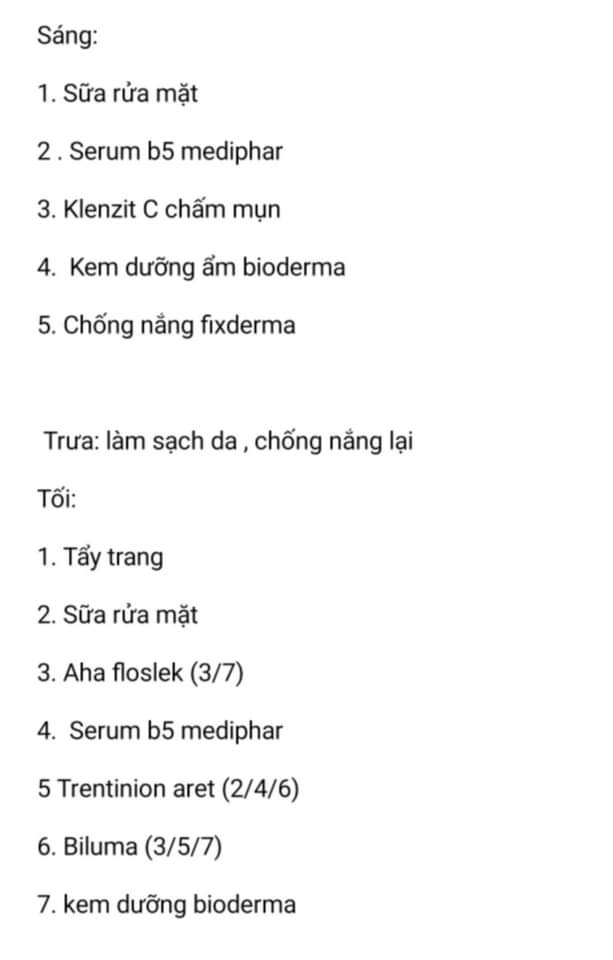 Sáng:
1. Sữa rửa mặt
2 . Serum b5 mediphar
3. Klenzit C chấm mụn
4.  Kem dưỡng ẩm bioderma
5. Chống nắng fixderma
Trưa: làm sạch da , chống nắng lại
Tối:
1. Tẩy trang
2. Sữa rửa mặt
3. Aha floslek (3/7)
4.  Serum b5 mediphar
5 Trentinion aret (2/4/6)
6. Biluma (3/5/7)
7. kem dưỡng bioderma